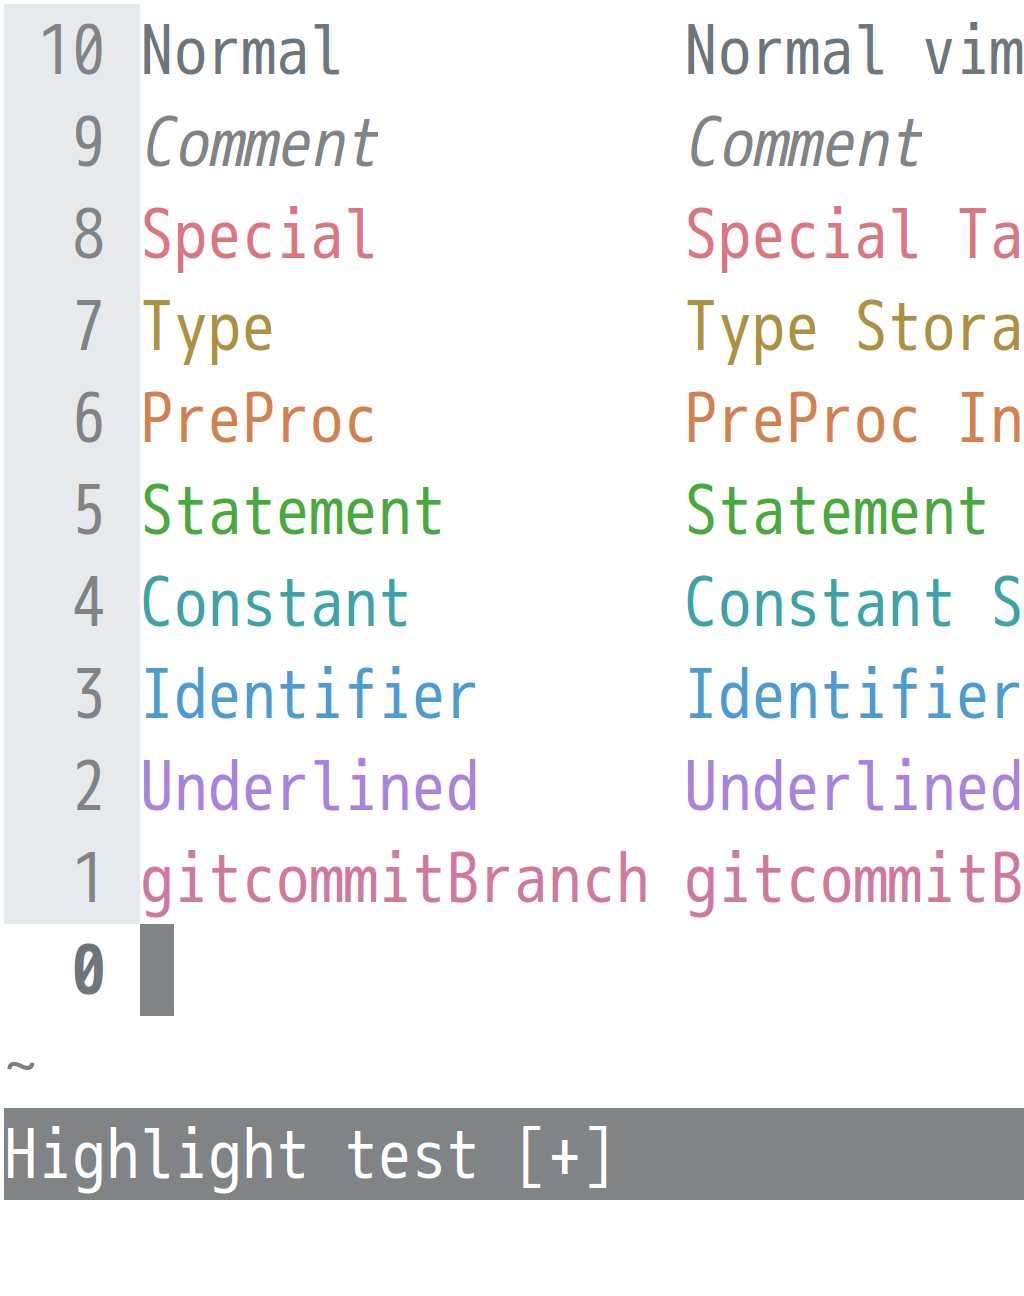 10 Normal Normal vim
9 Comment Comment
8 Special Special Ta
7 Type Type Stora
6 PreProc PreProc In
5 Statement Statement
4 Constant Constant S
3 Identifier Identifier
2 Underlined Underlined
1 gitcommitBranch gitcommitB
0
~
Highlight test [+]